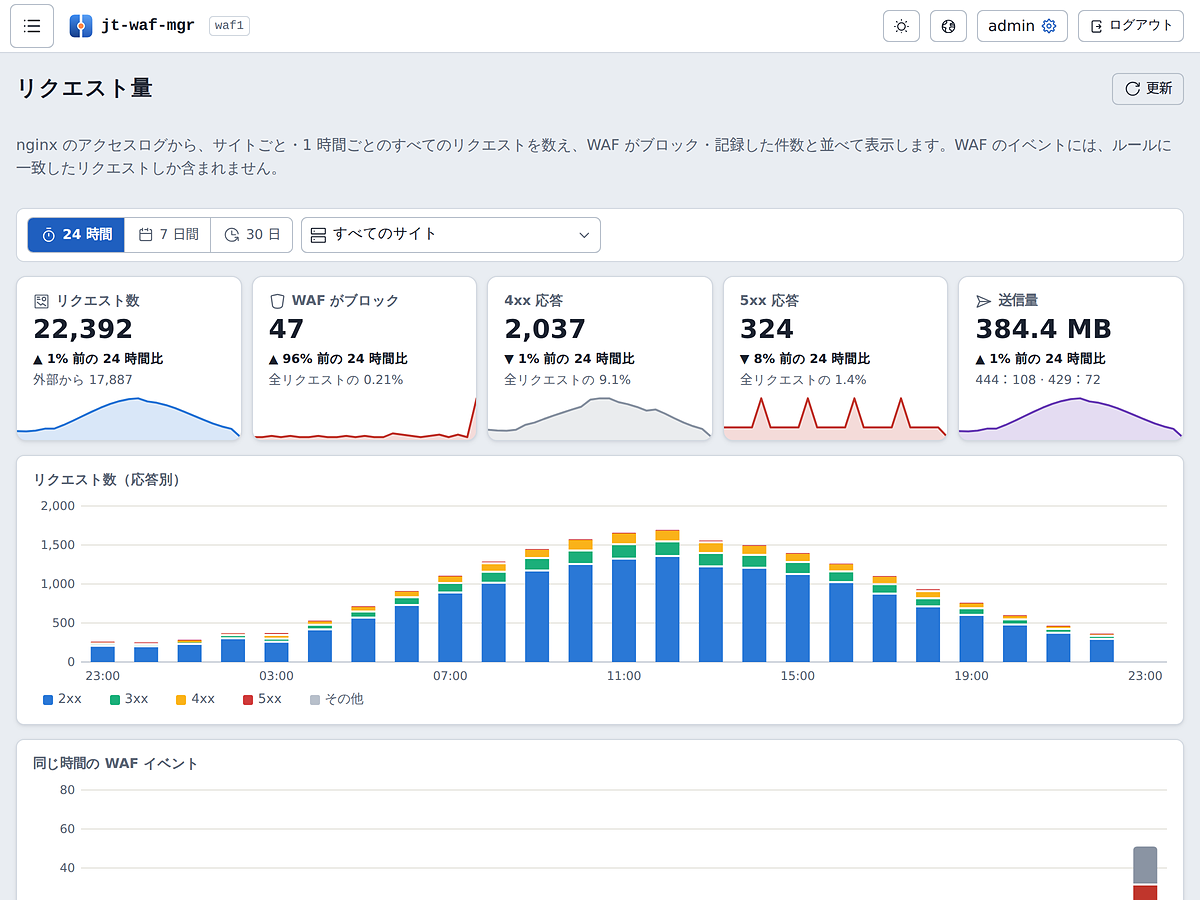 jt-waf-mgr
waf1
admin
ログアウト
リクエスト量
更新
nginx のアクセスログから、サイトごと・1 時間ごとのすべてのリクエストを数え、WAF がブロック・記録した件数と並べて表示します。WAF のイベントには、ルールに
一致したリクエストしか含まれません。
24 時間
7 日間
30 日
すべてのサイト
リクエスト数
22,392
▲ 1% 前の 24 時間比
外部から 17,887
WAF がブロック
47
▲ 96% 前の 24 時間比
全リクエストの 0.21%
4xx 応答
2,037
▼ 1% 前の 24 時間比
全リクエストの 9.1%
5xx 応答
324
▼ 8% 前の 24 時間比
全リクエストの 1.4%
送信量
384.4 MB
▲ 1% 前の 24 時間比
444：108 · 429：72
リクエスト数（応答別）
2,000
1,500
1,000
500
0
23:00 03:00 07:00 11:00 15:00 19:00 23:00
2xx 3xx 4xx 5xx その他
同じ時間の WAF イベント
80
60
40